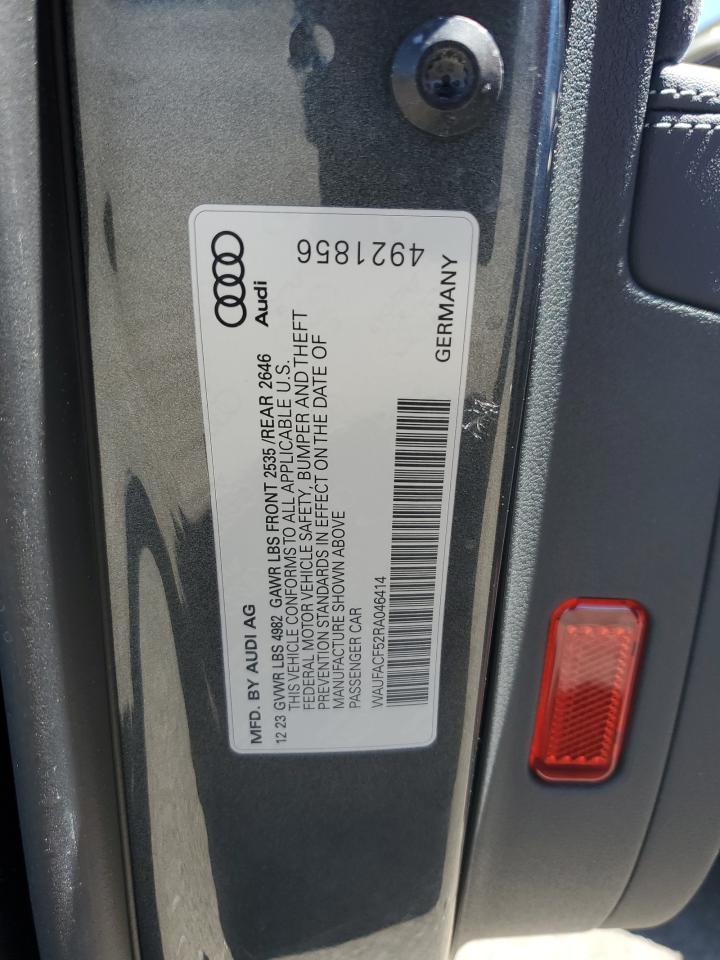 MFD. BY AUDI AG
Audi
12 23 GVWR LBS 4982 GAWR LBS FRONT 2535 /REAR 2646
THIS VEHICLE CONFORMS TO ALL APPLICABLE U.S.
FEDERAL MOTOR VEHICLE SAFETY, BUMPER AND THEFT
PREVENTION STANDARDS IN EFFECT ON THE DATE OF
MANUFACTURE SHOWN ABOVE
PASSENGER CAR
4921856
WAUFACF52RA046414
GERMANY